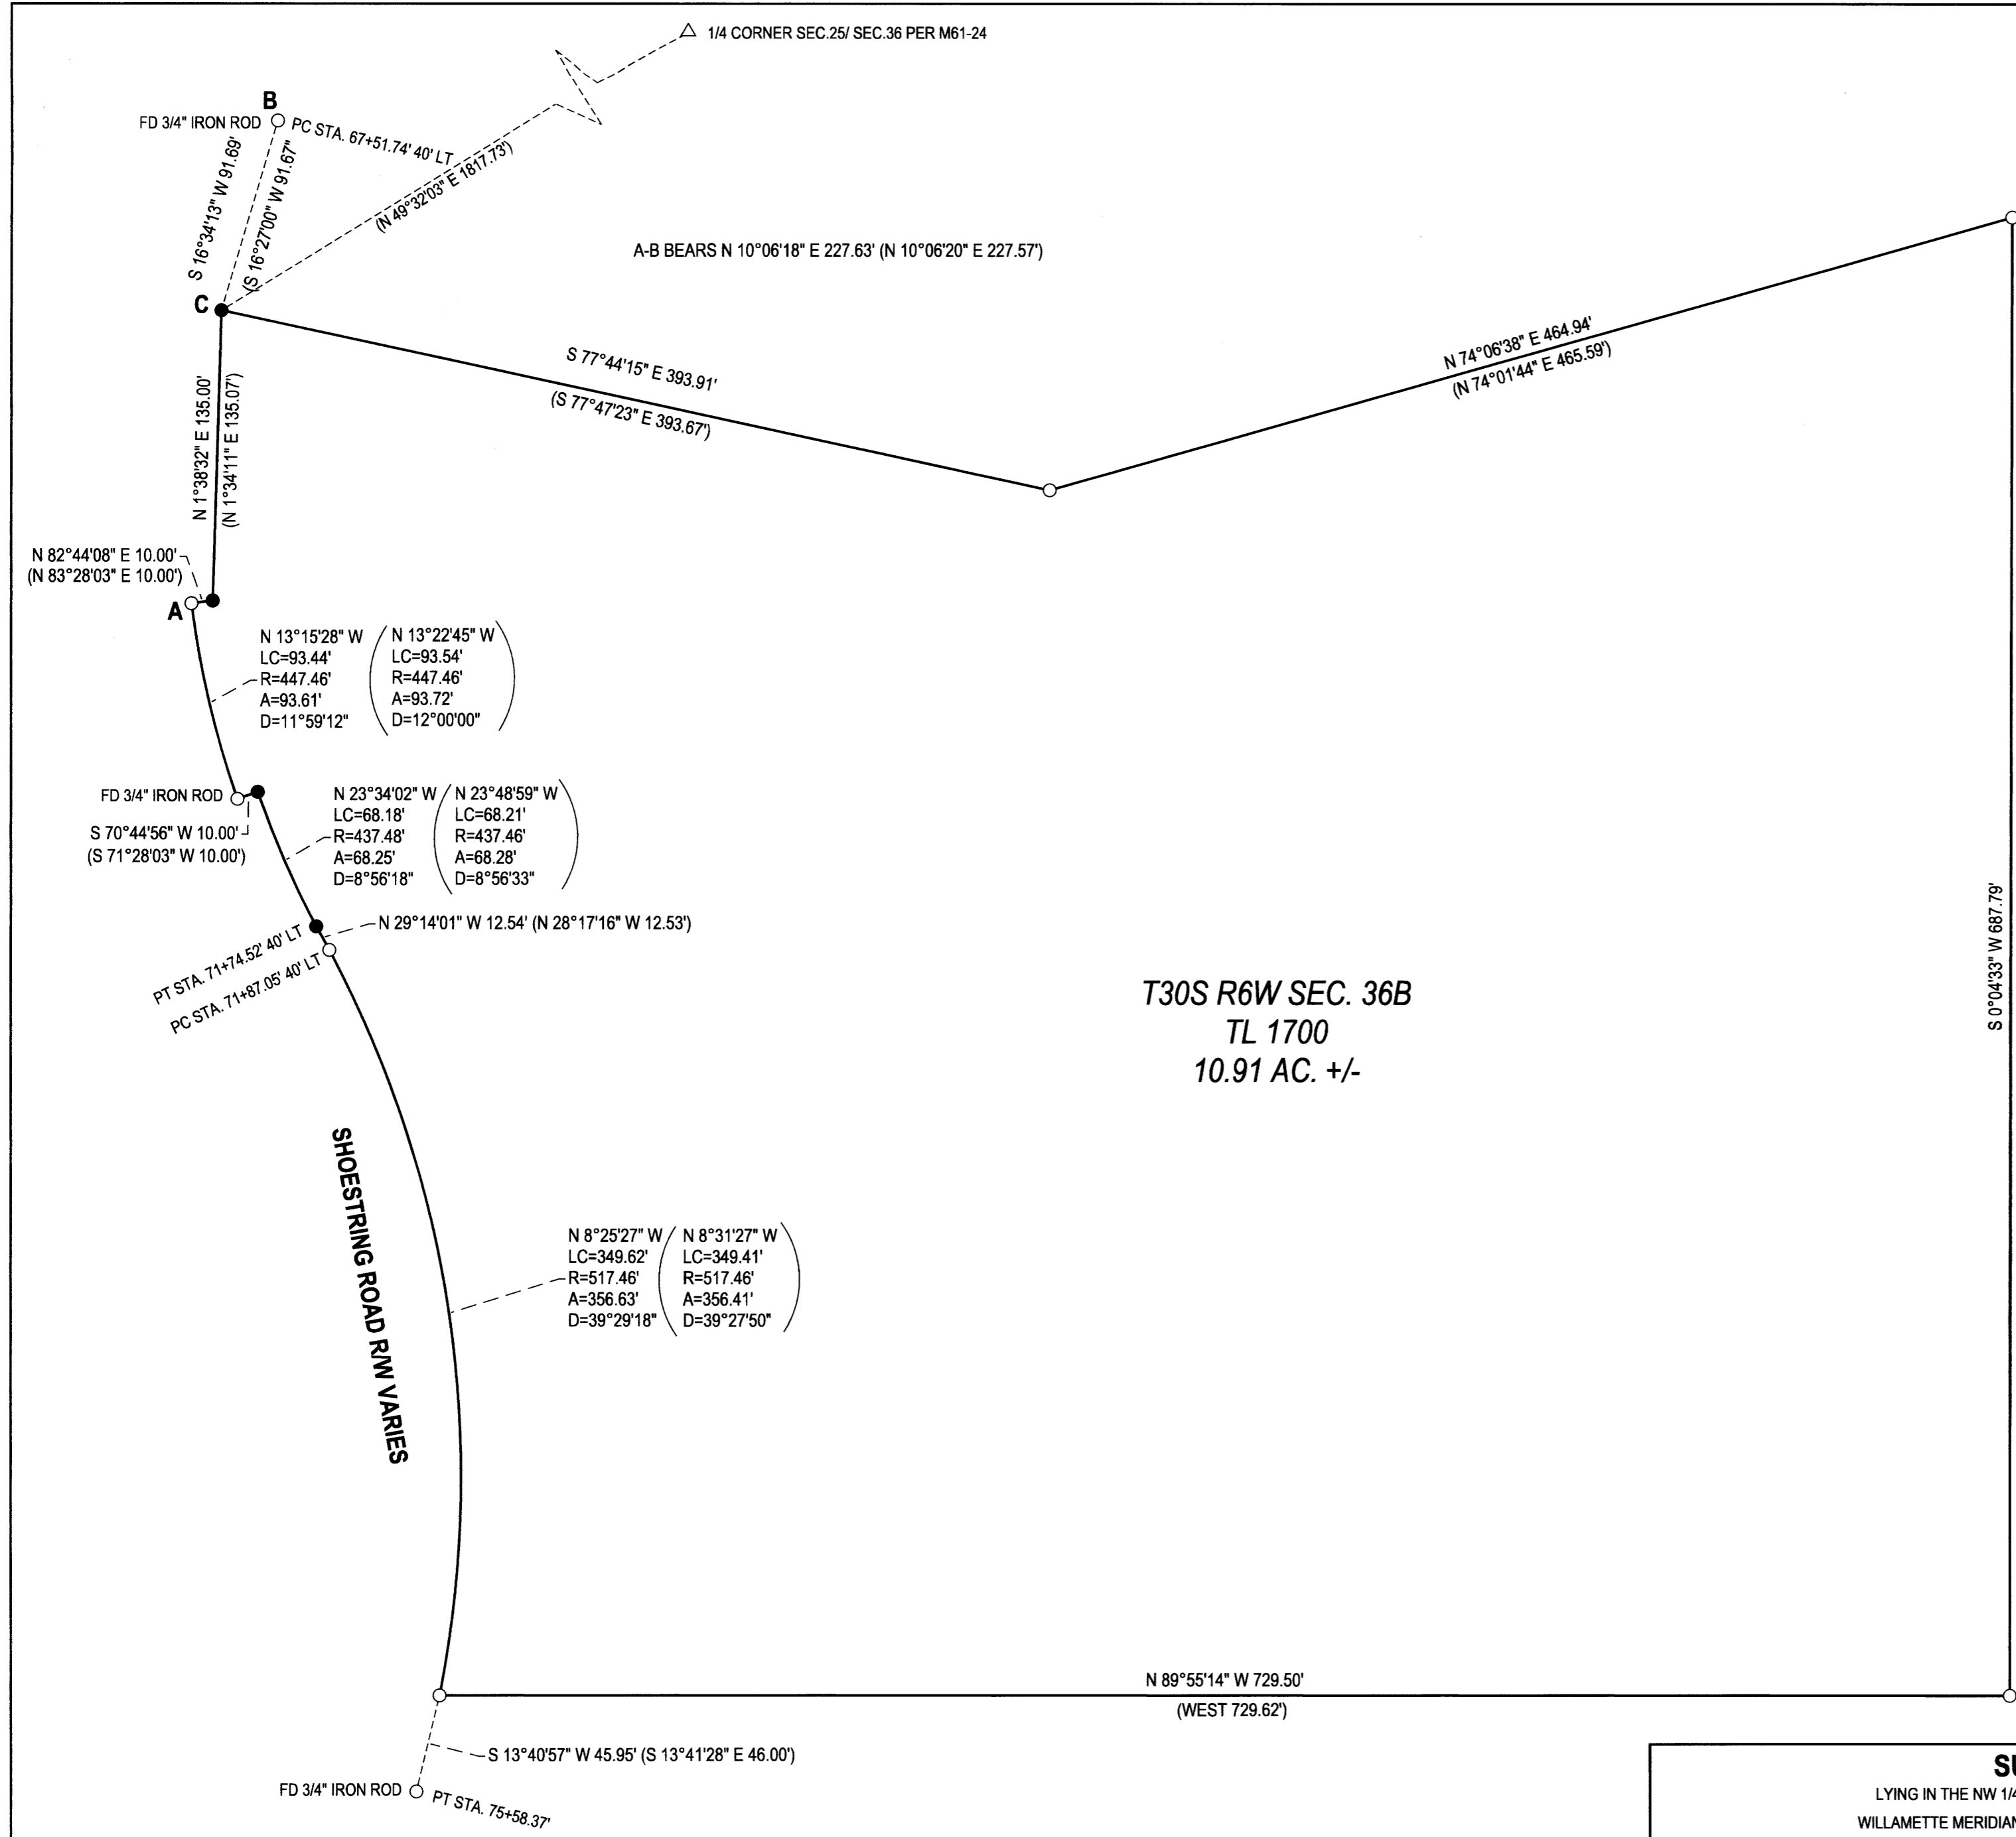 1/4 CORNER SEC.25/ SEC.36 PER M61-24
B
FD 3/4" IRON ROD
PC STA. 67+51.74' 40' LT
S 16°34'13" W 91.69'
(S 16°27'00" W 91.67"
(N 49°32'03" E 1817.73')
A-B BEARS N 10°06'18" E 227.63' (N 10°06'20" E 227.57')
C
S 77°44'15" E 393.91'
(S 77°47'23" E 393.67')
N 74°06'38" E 464.94'
(N 74°01'44" E 465.59')
N 1°38'32" E 135.00'
(N 1°34'11" E 135.07')
N 82°44'08" E 10.00'
(N 83°28'03" E 10.00')
A
N 13°15'28" W
LC=93.44'
R=447.46'
A=93.61'
D=11°59'12"
N 13°22'45" W
LC=93.54'
R=447.46'
A=93.72'
D=12°00'00"
FD 3/4" IRON ROD
S 70°44'56" W 10.00'
(S 71°28'03" W 10.00')
N 23°34'02" W
LC=68.18'
R=437.48'
A=68.25'
D=8°56'18"
N 23°48'59" W
LC=68.21'
R=437.46'
A=68.28'
D=8°56'33"
N 29°14'01" W 12.54' (N 28°17'16" W 12.53')
PT STA. 71+74.52' 40' LT
PC STA. 71+87.05' 40' LT
T30S R6W SEC. 36B
TL 1700
10.91 AC. +/-
S 0°04'33" W 687.79'
SHOESTRING ROAD R/W VARIES
N 8°25'27" W
LC=349.62'
R=517.46'
A=356.63'
D=39°29'18"
N 8°31'27" W
LC=349.41'
R=517.46'
A=356.41'
D=39°27'50"
N 89°55'14" W 729.50'
(WEST 729.62')
S 13°40'57" W 45.95' (S 13°41'28" E 46.00')
FD 3/4" IRON ROD
PT STA. 75+58.37'
SU
LYING IN THE NW 1/4
WILLAMETTE MERIDIAN